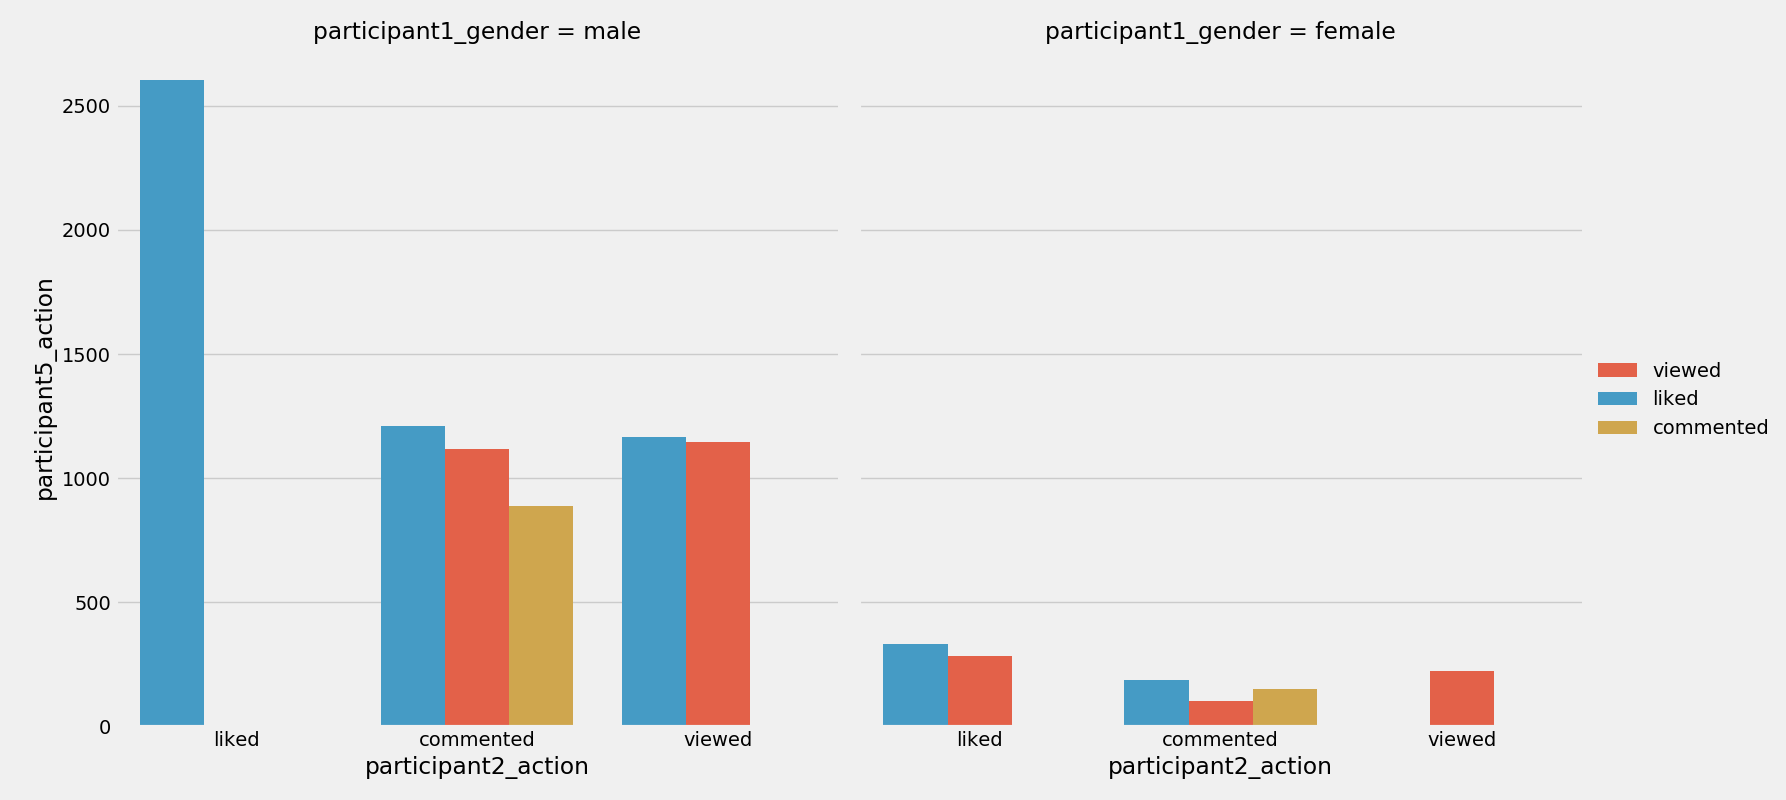 participant1_gender = male
participant1_gender = female
participant5_action
2500
2000
1500
1000
500
0
liked
commented
viewed
participant2_action
liked
commented
viewed
participant2_action
viewed
liked
commented